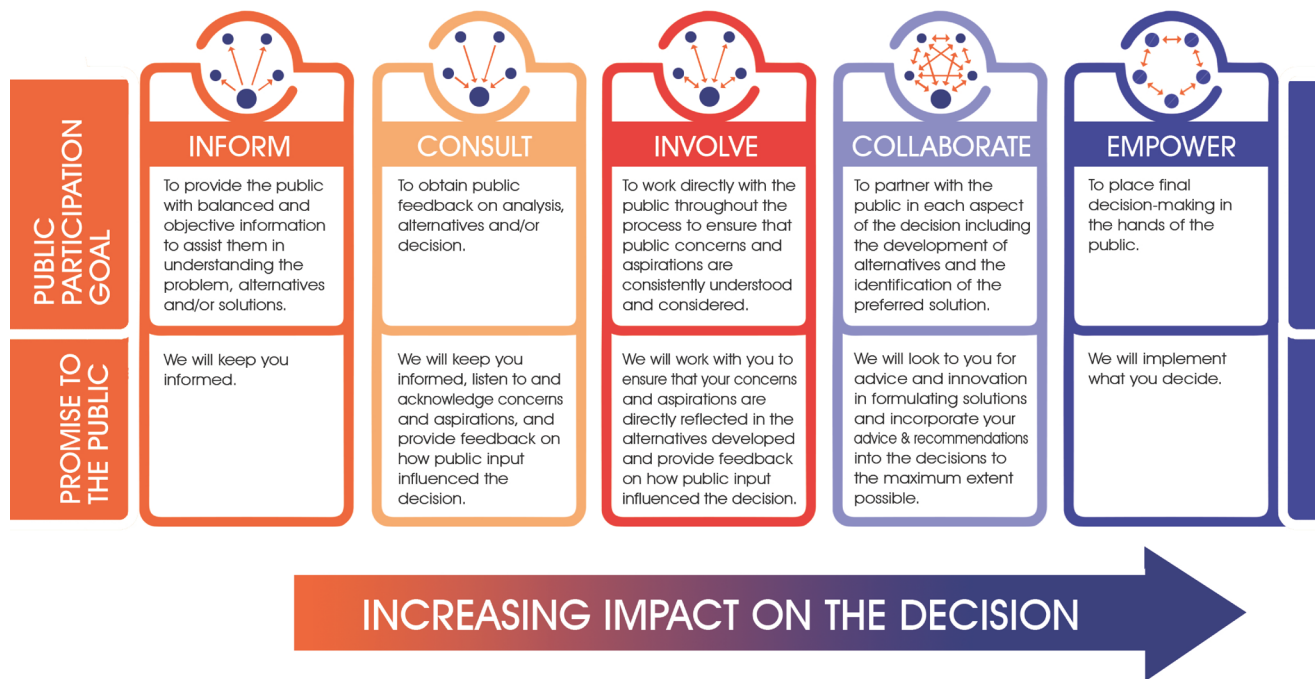 PUBLIC
PARTICIPATION
GOAL
INFORM
To provide the public
with balanced and
objective information
to assist them in
understanding the
problem, alternatives
and/or solutions.
CONSULT
To obtain public
feedback on analysis,
alternatives and/or
decision.
INVOLVE
To work directly with the
public throughout the
process to ensure that
public concerns and
aspirations are
consistently understood
and considered.
COLLABORATE
To partner with the
public in each aspect
of the decision including
the development of
alternatives and the
identification of the
preferred solution.
EMPOWER
To place final
decision-making in
the hands of the
public.
PROMISE TO
THE PUBLIC
We will keep you
informed.
We will keep you
informed, listen to and
acknowledge concerns
and aspirations, and
provide feedback on
how public input
influenced the
decision.
We will work with you to
ensure that your concerns
and aspirations are
directly reflected in the
alternatives developed
and provide feedback
on how public input
influenced the decision.
We will look to you for
advice and innovation
in formulating solutions
and incorporate your
advice & recommendations
into the decisions to
the maximum extent
possible.
We will implement
what you decide.
INCREASING IMPACT ON THE DECISION